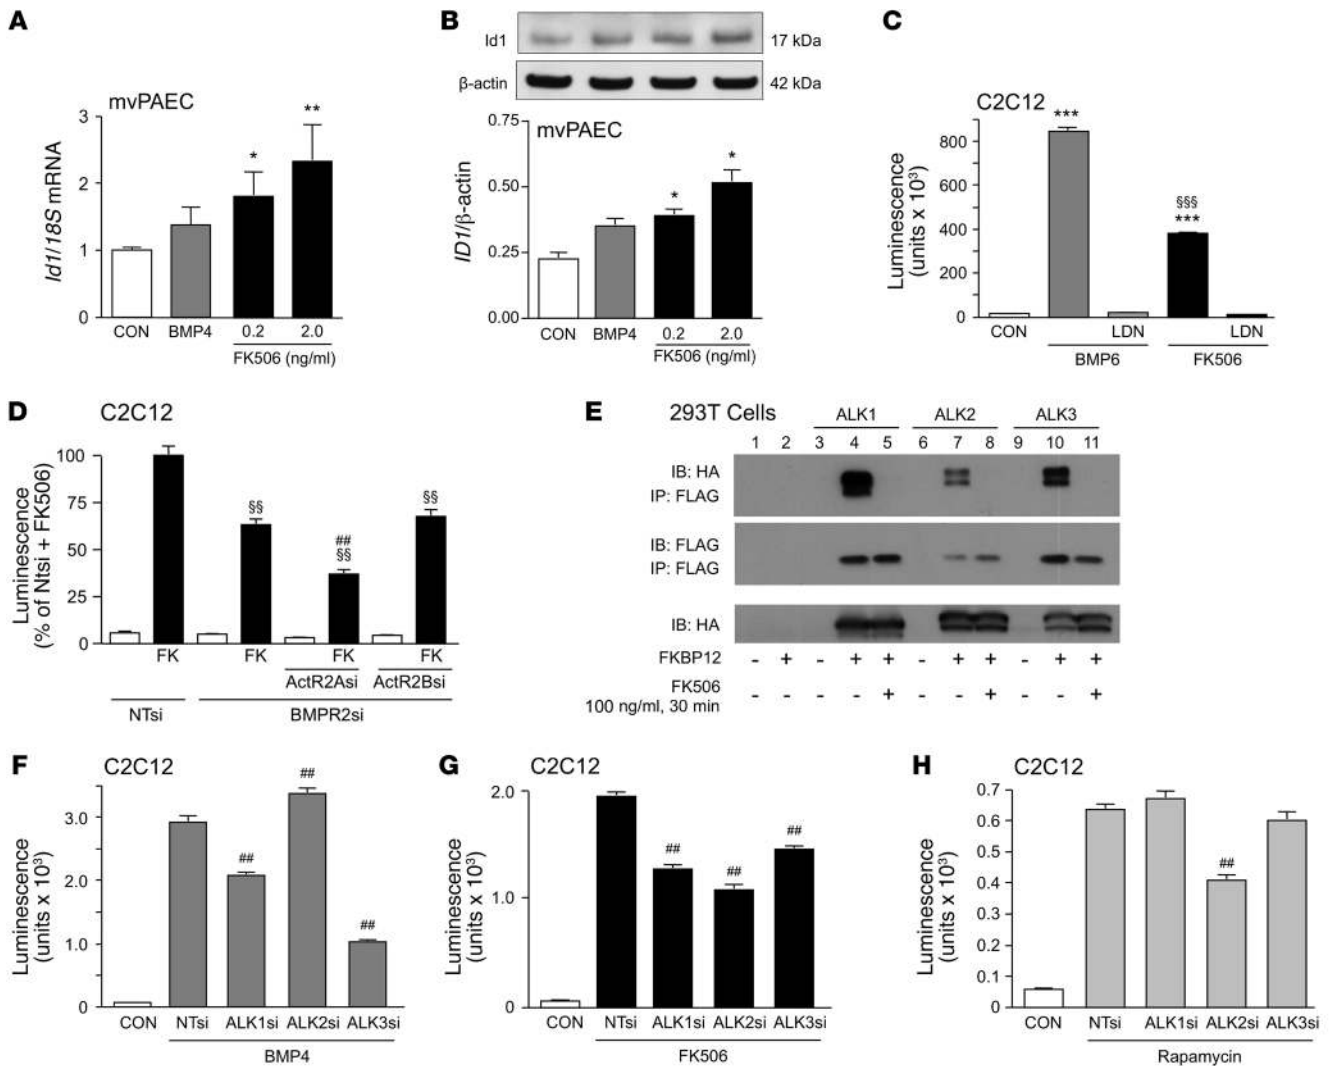 A
mvPAEC
Id1/18S mRNA
3
2
1
0
*
**
CON BMP4 0.2 2.0
FK506 (ng/ml)
B
Id1 17 kDa
β-actin 42 kDa
mvPAEC
ID1/β-actin
0.75
0.50
0.25
0.00
*
*
CON BMP4 0.2 2.0
FK506 (ng/ml)
C
C2C12
Luminescence
(units x 10³)
800
600
400
200
0
***
§§§
***
CON LDN LDN
BMP6 FK506
D
C2C12
Luminescence
(% of Ntsi + FK506)
100
75
50
25
0
§§
##
§§
§§
FK FK FK FK
ActR2Asi ActR2Bsi
NTsi BMPR2si
E
293T Cells ALK1 ALK2 ALK3
1 2 3 4 5 6 7 8 9 10 11
IB: HA
IP: FLAG
IB: FLAG
IP: FLAG
IB: HA
FKBP12 - + - + + - + + - + +
FK506 - - - - + - - + - - +
100 ng/ml, 30 min
F
C2C12
Luminescence
(units x 10³)
3.0
2.0
1.0
0
##
##
##
CON NTsi ALK1si ALK2si ALK3si
BMP4
G
C2C12
Luminescence
(units x 10³)
2.0
1.0
0
##
##
##
CON NTsi ALK1si ALK2si ALK3si
FK506
H
C2C12
Luminescence
(units x 10³)
0.7
0.6
0.5
0.4
0.3
0.2
0.1
0
##
CON NTsi ALK1si ALK2si ALK3si
Rapamycin